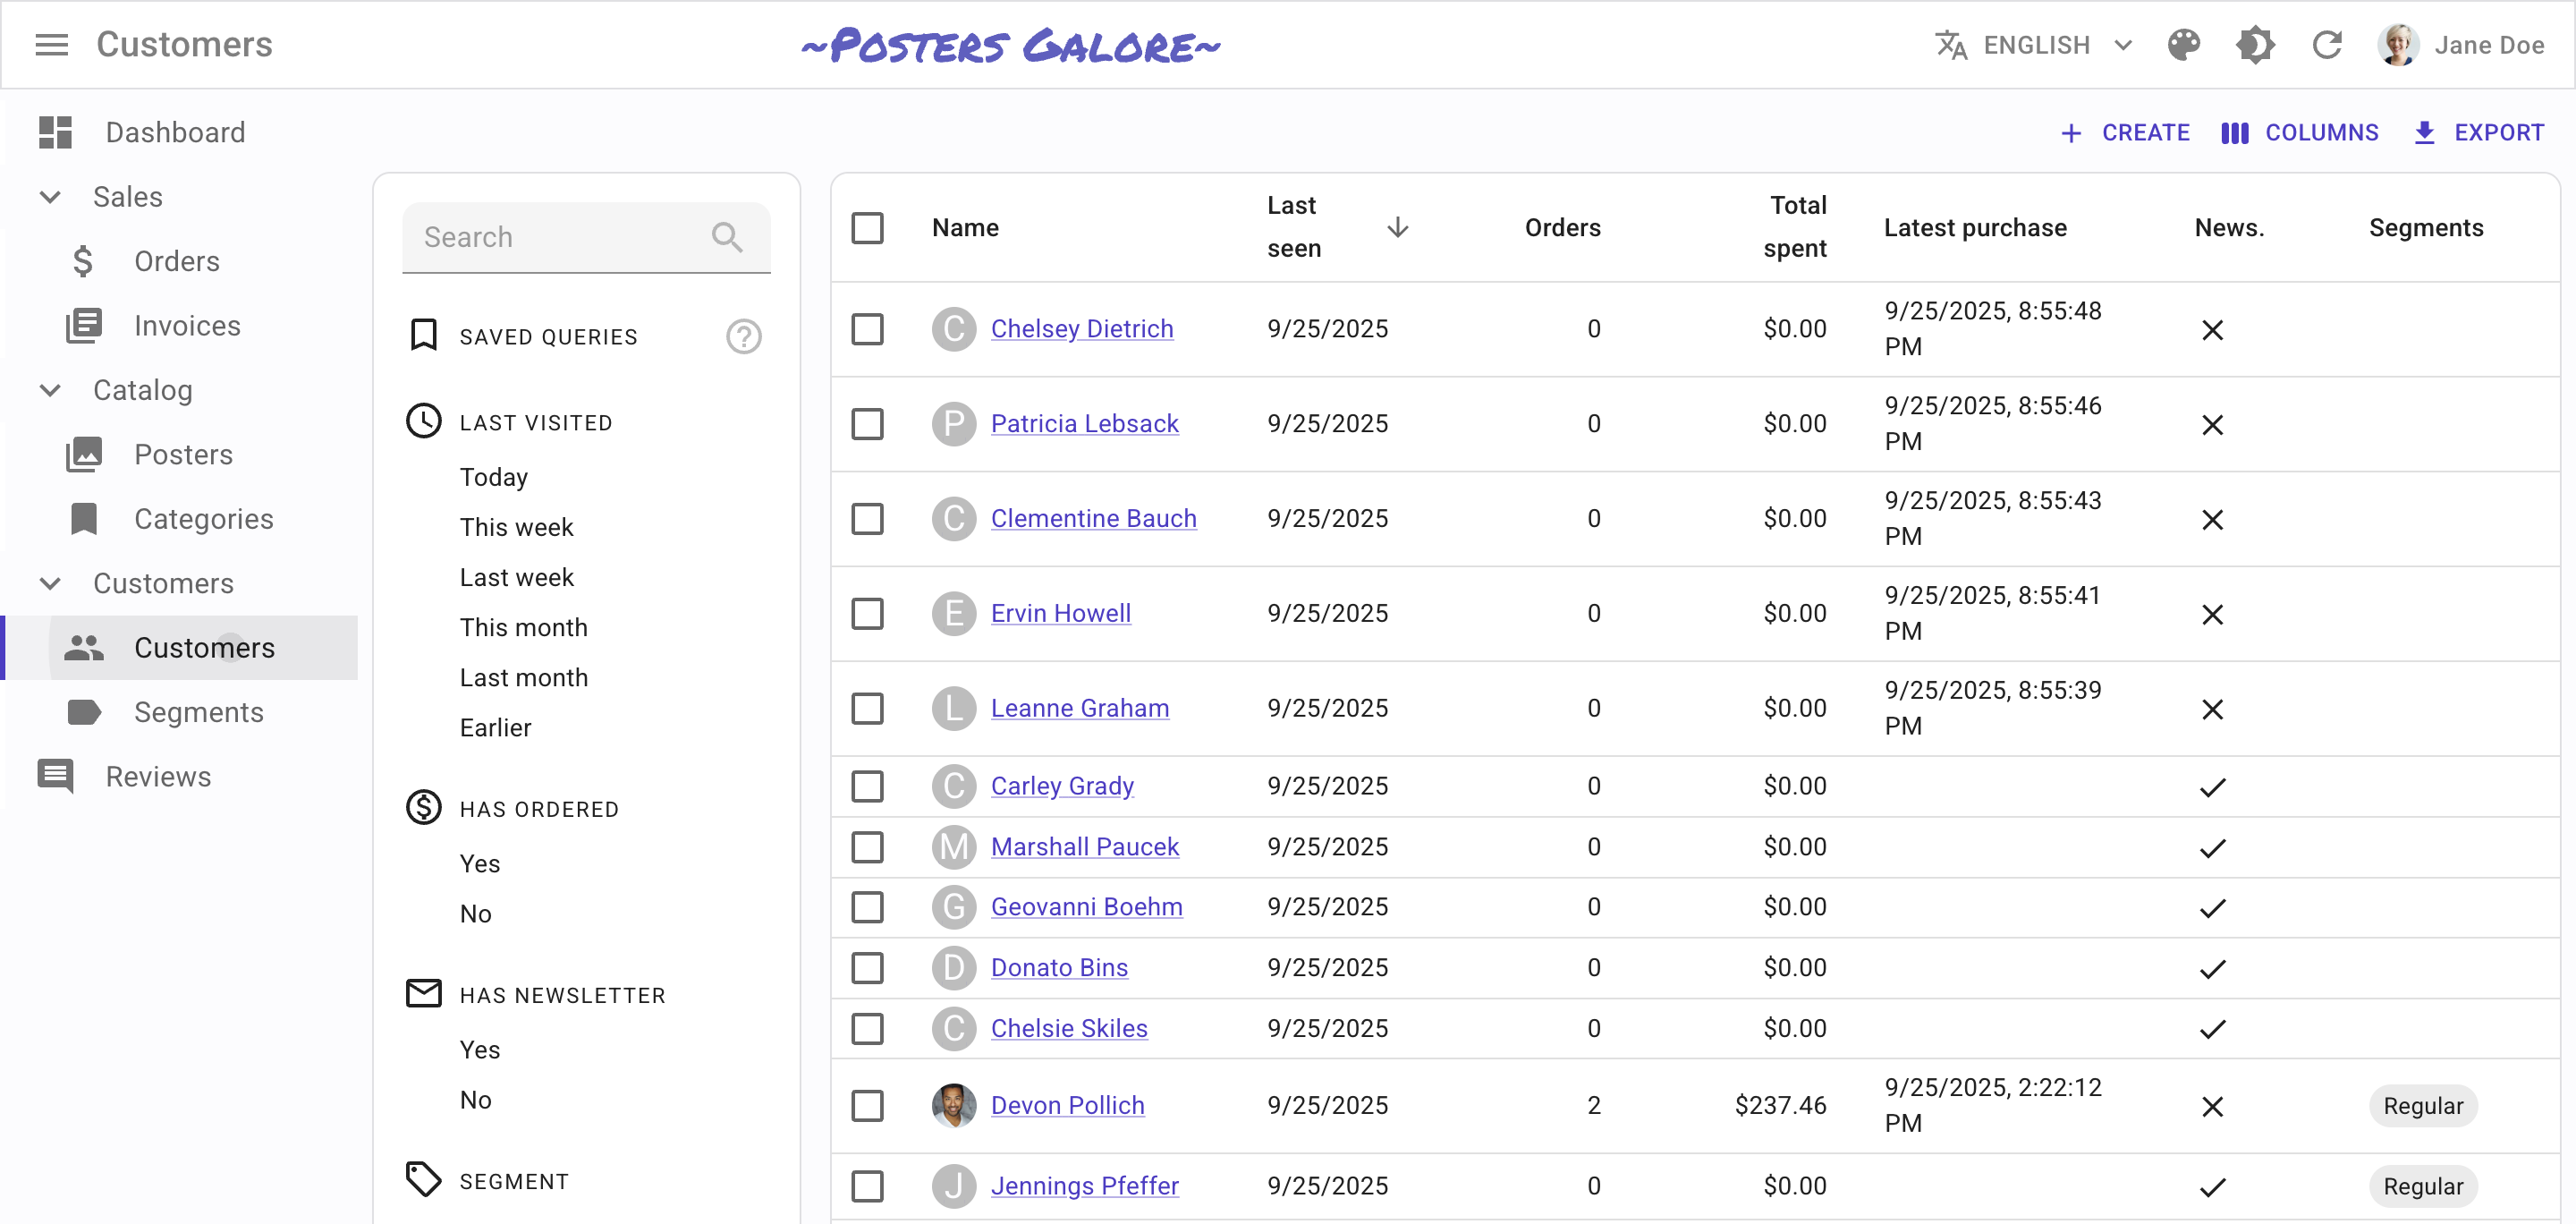 Customers
~Posters Galore~
ENGLISH
Jane Doe
Dashboard
Sales
Orders
Invoices
Catalog
Posters
Categories
Customers
Customers
Segments
Reviews
CREATE
COLUMNS
EXPORT
Search
SAVED QUERIES
?
LAST VISITED
Today
This week
Last week
This month
Last month
Earlier
HAS ORDERED
Yes
No
HAS NEWSLETTER
Yes
No
SEGMENT
Name
Last
seen
Orders
Total
spent
Latest purchase
News.
Segments
C Chelsey Dietrich 9/25/2025 0 $0.00 9/25/2025, 8:55:48
PM
P Patricia Lebsack 9/25/2025 0 $0.00 9/25/2025, 8:55:46
PM
C Clementine Bauch 9/25/2025 0 $0.00 9/25/2025, 8:55:43
PM
E Ervin Howell 9/25/2025 0 $0.00 9/25/2025, 8:55:41
PM
L Leanne Graham 9/25/2025 0 $0.00 9/25/2025, 8:55:39
PM
C Carley Grady 9/25/2025 0 $0.00
M Marshall Paucek 9/25/2025 0 $0.00
G Geovanni Boehm 9/25/2025 0 $0.00
D Donato Bins 9/25/2025 0 $0.00
C Chelsie Skiles 9/25/2025 0 $0.00
Devon Pollich 9/25/2025 2 $237.46 9/25/2025, 2:22:12
PM Regular
J Jennings Pfeffer 9/25/2025 0 $0.00 Regular